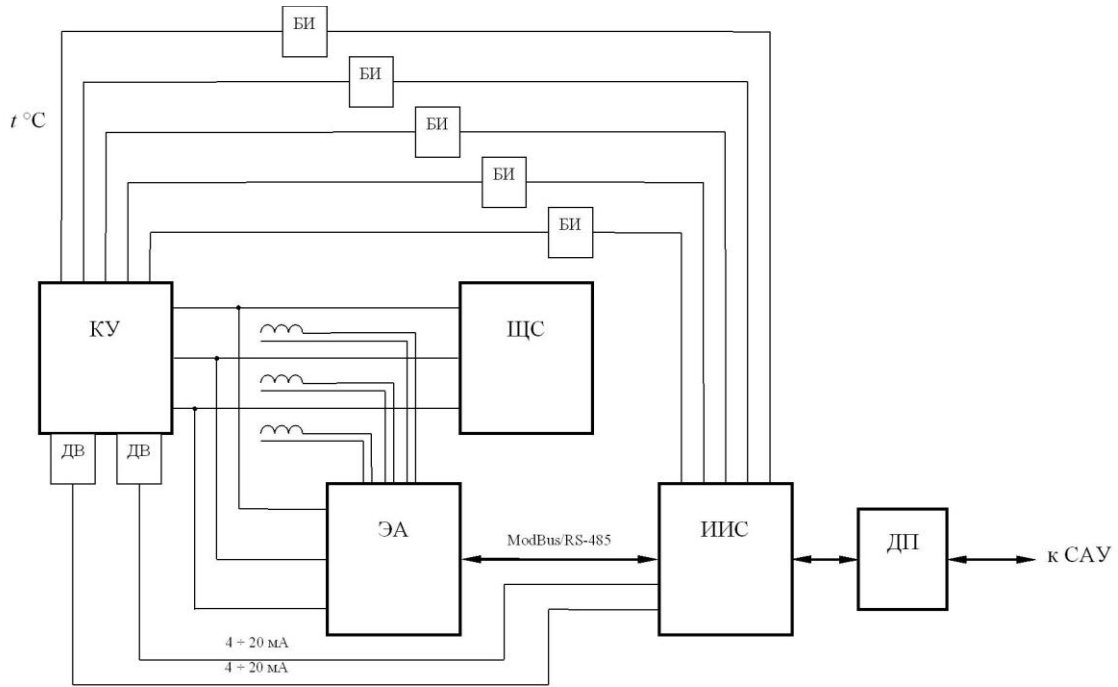 БИ
БИ
t °C
БИ
БИ
БИ
КУ
ЩС
ДВ
ДВ
ЭА
ModBus/RS-485
ИИС
ДП
к САУ
4 ÷ 20 мА
4 ÷ 20 мА